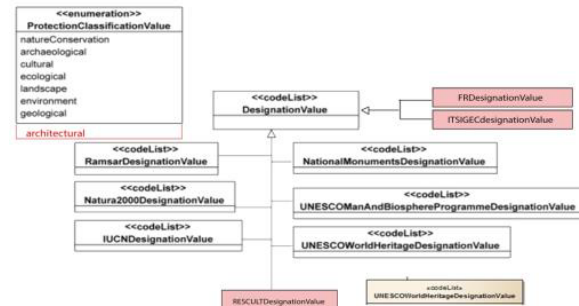 <<enumeration>>
ProtectionClassificationValue
natureConservation
archaeological
cultural
ecological
landscape
environment
geological
architectural
<<codeList>>
DesignationValue
FRDesignationValue
ITSIGECdesignationValue
<<codeList>>
RamsarDesignationValue
<<codeList>>
NationalMonumentsDesignationValue
<<codeList>>
Natura2000DesignationValue
<<codeList>>
UNESCOManAndBiosphereProgrammeDesignationValue
<<codeList>>
IUCNDesignationValue
<<codeList>>
UNESCOWorldHeritageDesignationValue
RESCULTDesignationValue
«codeList»
UNESCOWorldHeritageDesignationValue